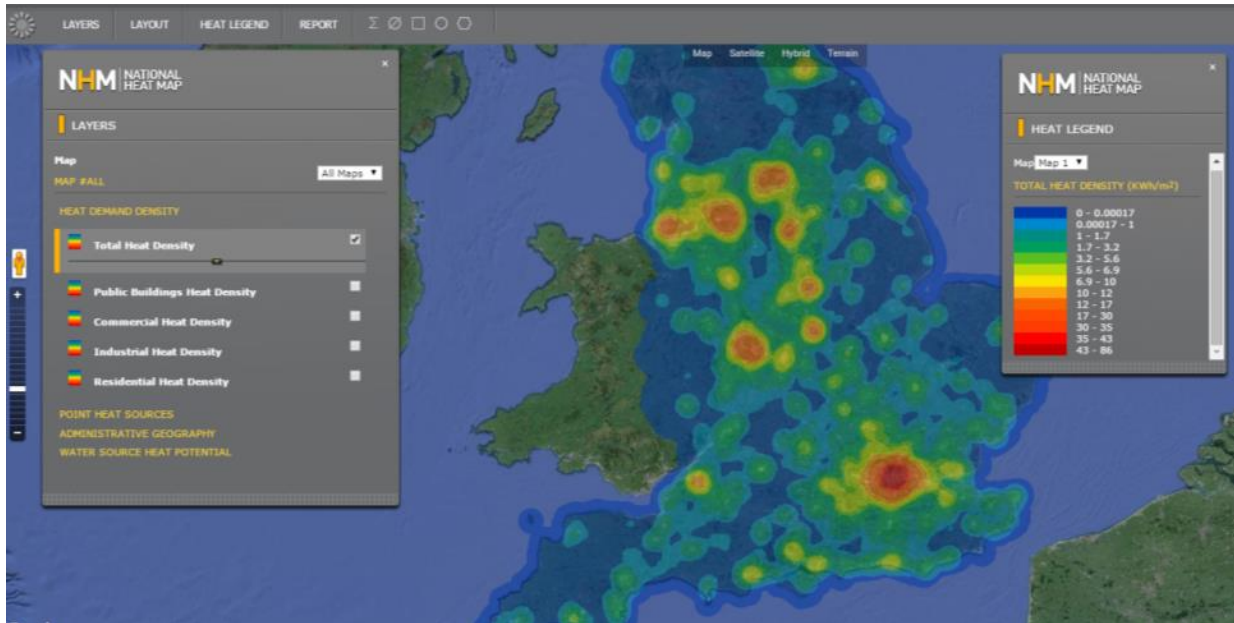 LAYERS LAYOUT HEAT LEGEND REPORT Σ
Map Satellite Hybrid Terrain
NHM NATIONAL
HEAT MAP
×
LAYERS
Map
All Maps
MAP #ALL
HEAT DEMAND DENSITY
Total Heat Density
Public Buildings Heat Density
Commercial Heat Density
Industrial Heat Density
Residential Heat Density
POINT HEAT SOURCES
ADMINISTRATIVE GEOGRAPHY
WATER SOURCE HEAT POTENTIAL
+
−
NHM NATIONAL
HEAT MAP
×
HEAT LEGEND
Map Map 1
TOTAL HEAT DENSITY (KWh/m²)
0 - 0.00017
0.00017 - 1
1 - 1.7
1.7 - 3.2
3.2 - 5.6
5.6 - 6.9
6.9 - 10
10 - 12
12 - 17
17 - 30
30 - 35
35 - 43
43 - 86